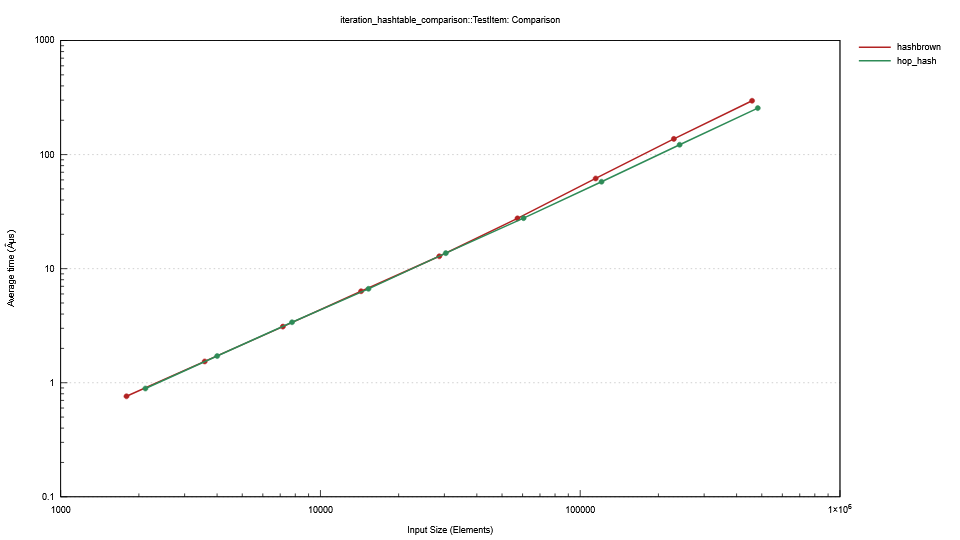 iteration_hashtable_comparison::TestItem: Comparison
1000
hashbrown
hop_hash
100
10
Average time (Âµs)
1
0.1
1000
10000
100000
1×10⁶
Input Size (Elements)